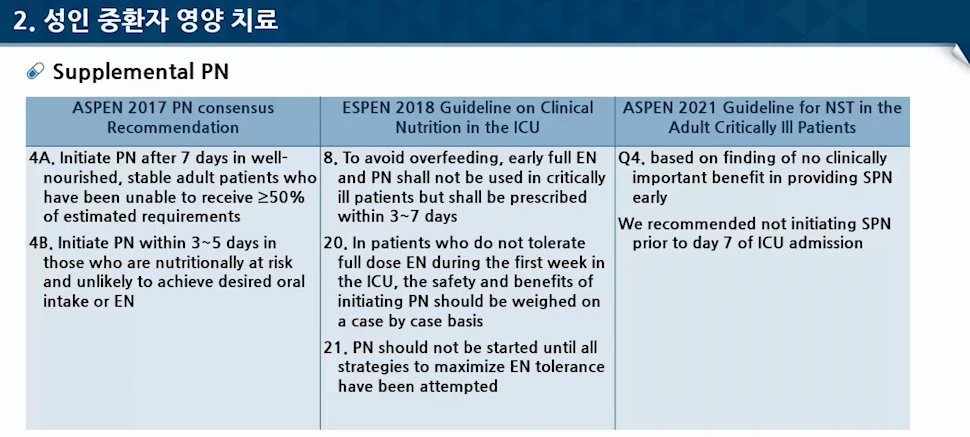 2. 성인 중환자 영양 치료
Supplemental PN
ASPEN 2017 PN consensus
Recommendation
4A. Initiate PN after 7 days in well-
nourished, stable adult patients who
have been unable to receive ≥50%
of estimated requirements
4B. Initiate PN within 3~5 days in
those who are nutritionally at risk
and unlikely to achieve desired oral
intake or EN
ESPEN 2018 Guideline on Clinical
Nutrition in the ICU
8. To avoid overfeeding, early full EN
and PN shall not be used in critically
ill patients but shall be prescribed
within 3~7 days
20. In patients who do not tolerate
full dose EN during the first week in
the ICU, the safety and benefits of
initiating PN should be weighed on
a case by case basis
21. PN should not be started until all
strategies to maximize EN tolerance
have been attempted
ASPEN 2021 Guideline for NST in the
Adult Critically Ill Patients
Q4. based on finding of no clinically
important benefit in providing SPN
early
We recommended not initiating SPN
prior to day 7 of ICU admission